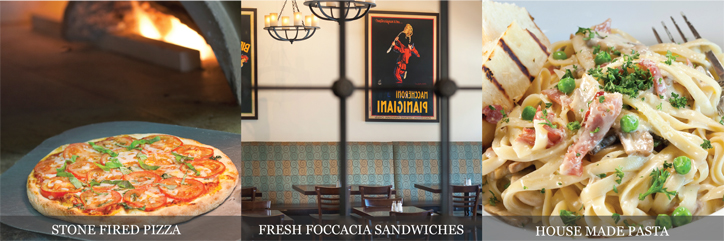 MACCHERONI
PIANIGIANI
STONE FIRED PIZZA
FRESH FOCCACIA SANDWICHES
HOUSE MADE PASTA